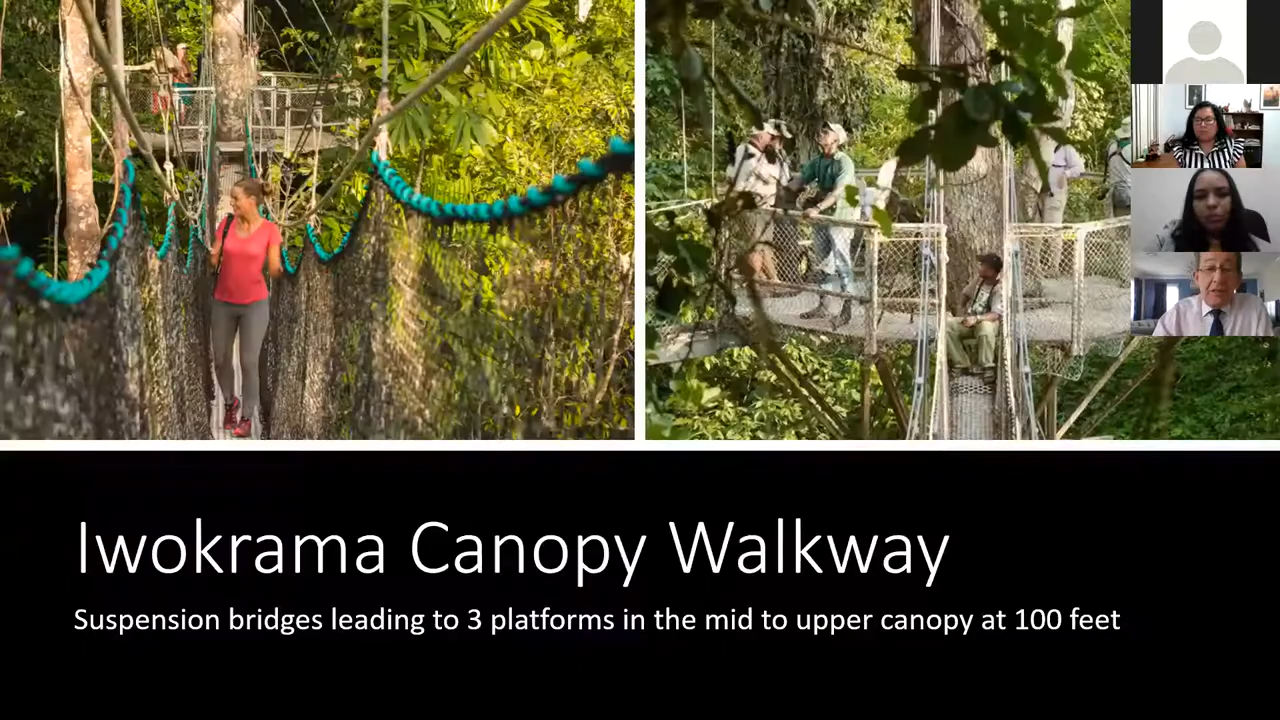 Iwokrama Canopy Walkway
Suspension bridges leading to 3 platforms in the mid to upper canopy at 100 feet